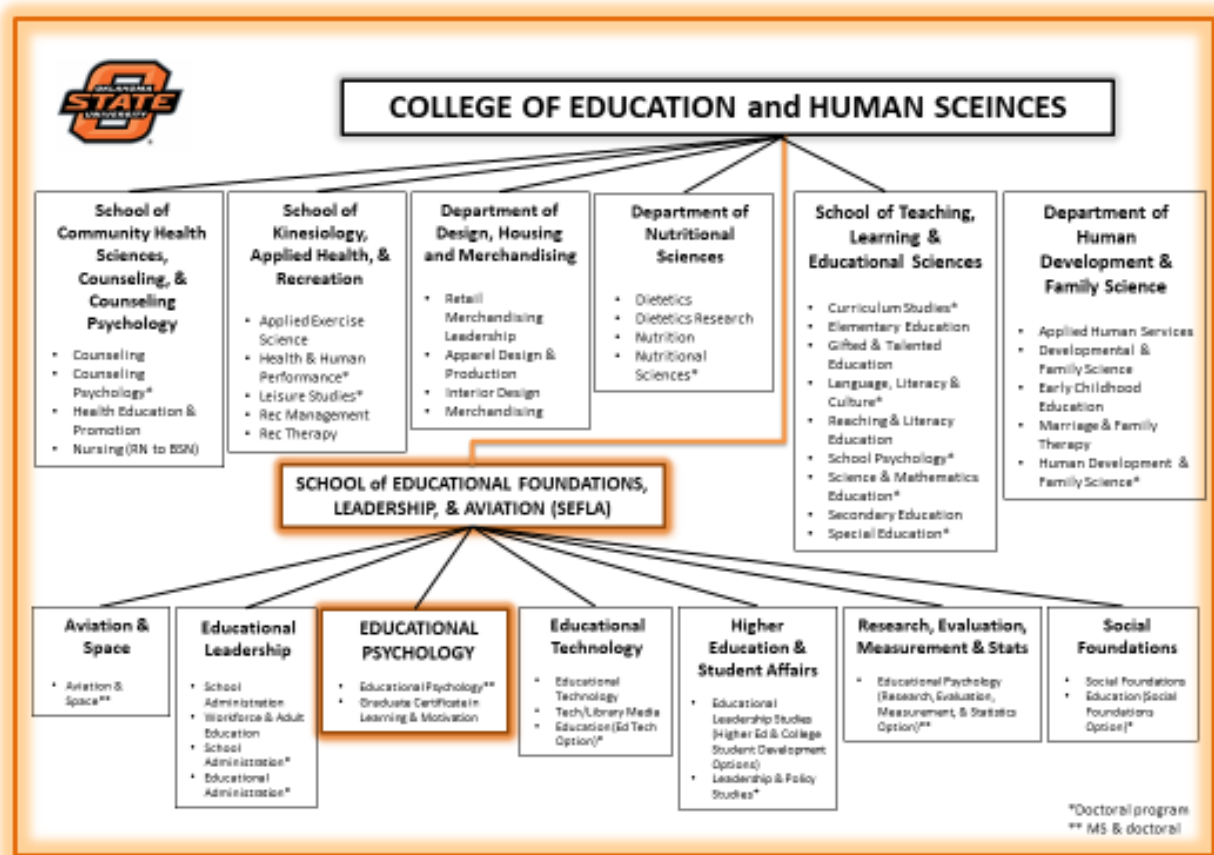 OKLAHOMA
STATE
UNIVERSITY
COLLEGE OF EDUCATION and HUMAN SCEINCES
School of
Community Health
Sciences,
Counseling, &
Counseling
Psychology
• Counseling
• Counseling
Psychology*
• Health Education &
Promotion
• Nursing (RN to BSN)
School of
Kinesiology,
Applied Health, &
Recreation
• Applied Exercise
Science
• Health & Human
Performance*
• Leisure Studies*
• Rec Management
• Rec Therapy
Department of
Design, Housing
and Merchandising
• Retail
Merchandising
Leadership
• Apparel Design &
Production
• Interior Design
• Merchandising
Department of
Nutritional
Sciences
• Dietetics
• Dietetics Research
• Nutrition
• Nutritional
Sciences*
School of Teaching,
Learning &
Educational Sciences
• Curriculum Studies*
• Elementary Education
• Gifted & Talented
Education
• Language, Literacy &
Culture*
• Reaching & Literacy
Education
• School Psychology*
• Science & Mathematics
Education*
• Secondary Education
• Special Education*
Department of
Human
Development &
Family Science
• Applied Human Services
• Developmental &
Family Science
• Early Childhood
Education
• Marriage & Family
Therapy
• Human Development &
Family Science*
SCHOOL of EDUCATIONAL FOUNDATIONS,
LEADERSHIP, & AVIATION (SEFLA)
Aviation &
Space
• Aviation &
Space**
Educational
Leadership
• School
Administration
• Workforce & Adult
Education
• School
Administration*
• Educational
Administration*
EDUCATIONAL
PSYCHOLOGY
• Educational Psychology**
• Graduate Certificate in
Learning & Motivation
Educational
Technology
• Educational
Technology
• Tech/Library Media
• Education (Ed Tech
Option)*
Higher
Education &
Student Affairs
• Educational
Leadership Studies
(Higher Ed & College
Student Development
Options)
• Leadership & Policy
Studies*
Research, Evaluation,
Measurement & Stats
• Educational Psychology
(Research, Evaluation,
Measurement, & Statistics
Option)**
Social
Foundations
• Social Foundations
• Education (Social
Foundations
Option)*
*Doctoral program
** MS & doctoral